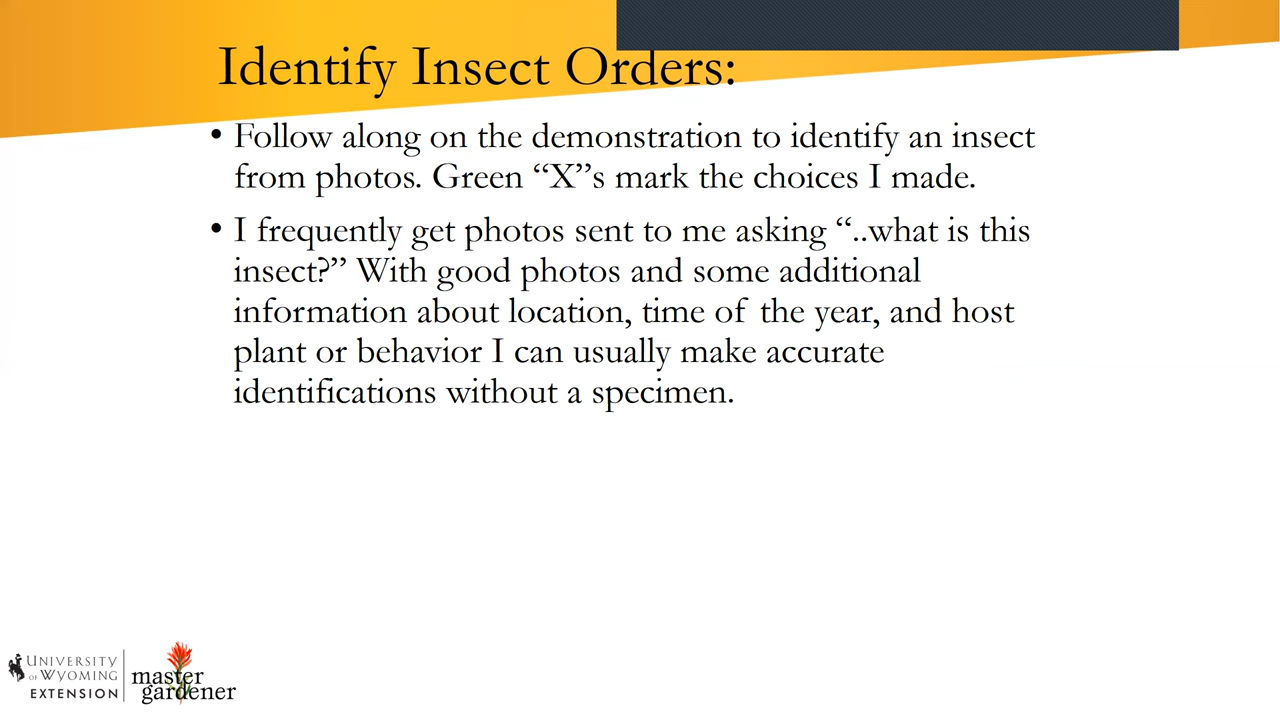 Identify Insect Orders:
• Follow along on the demonstration to identify an insect
from photos. Green “X”s mark the choices I made.
• I frequently get photos sent to me asking “..what is this
insect?” With good photos and some additional
information about location, time of the year, and host
plant or behavior I can usually make accurate
identifications without a specimen.
UNIVERSITY
OF WYOMING
EXTENSION
master
gardener